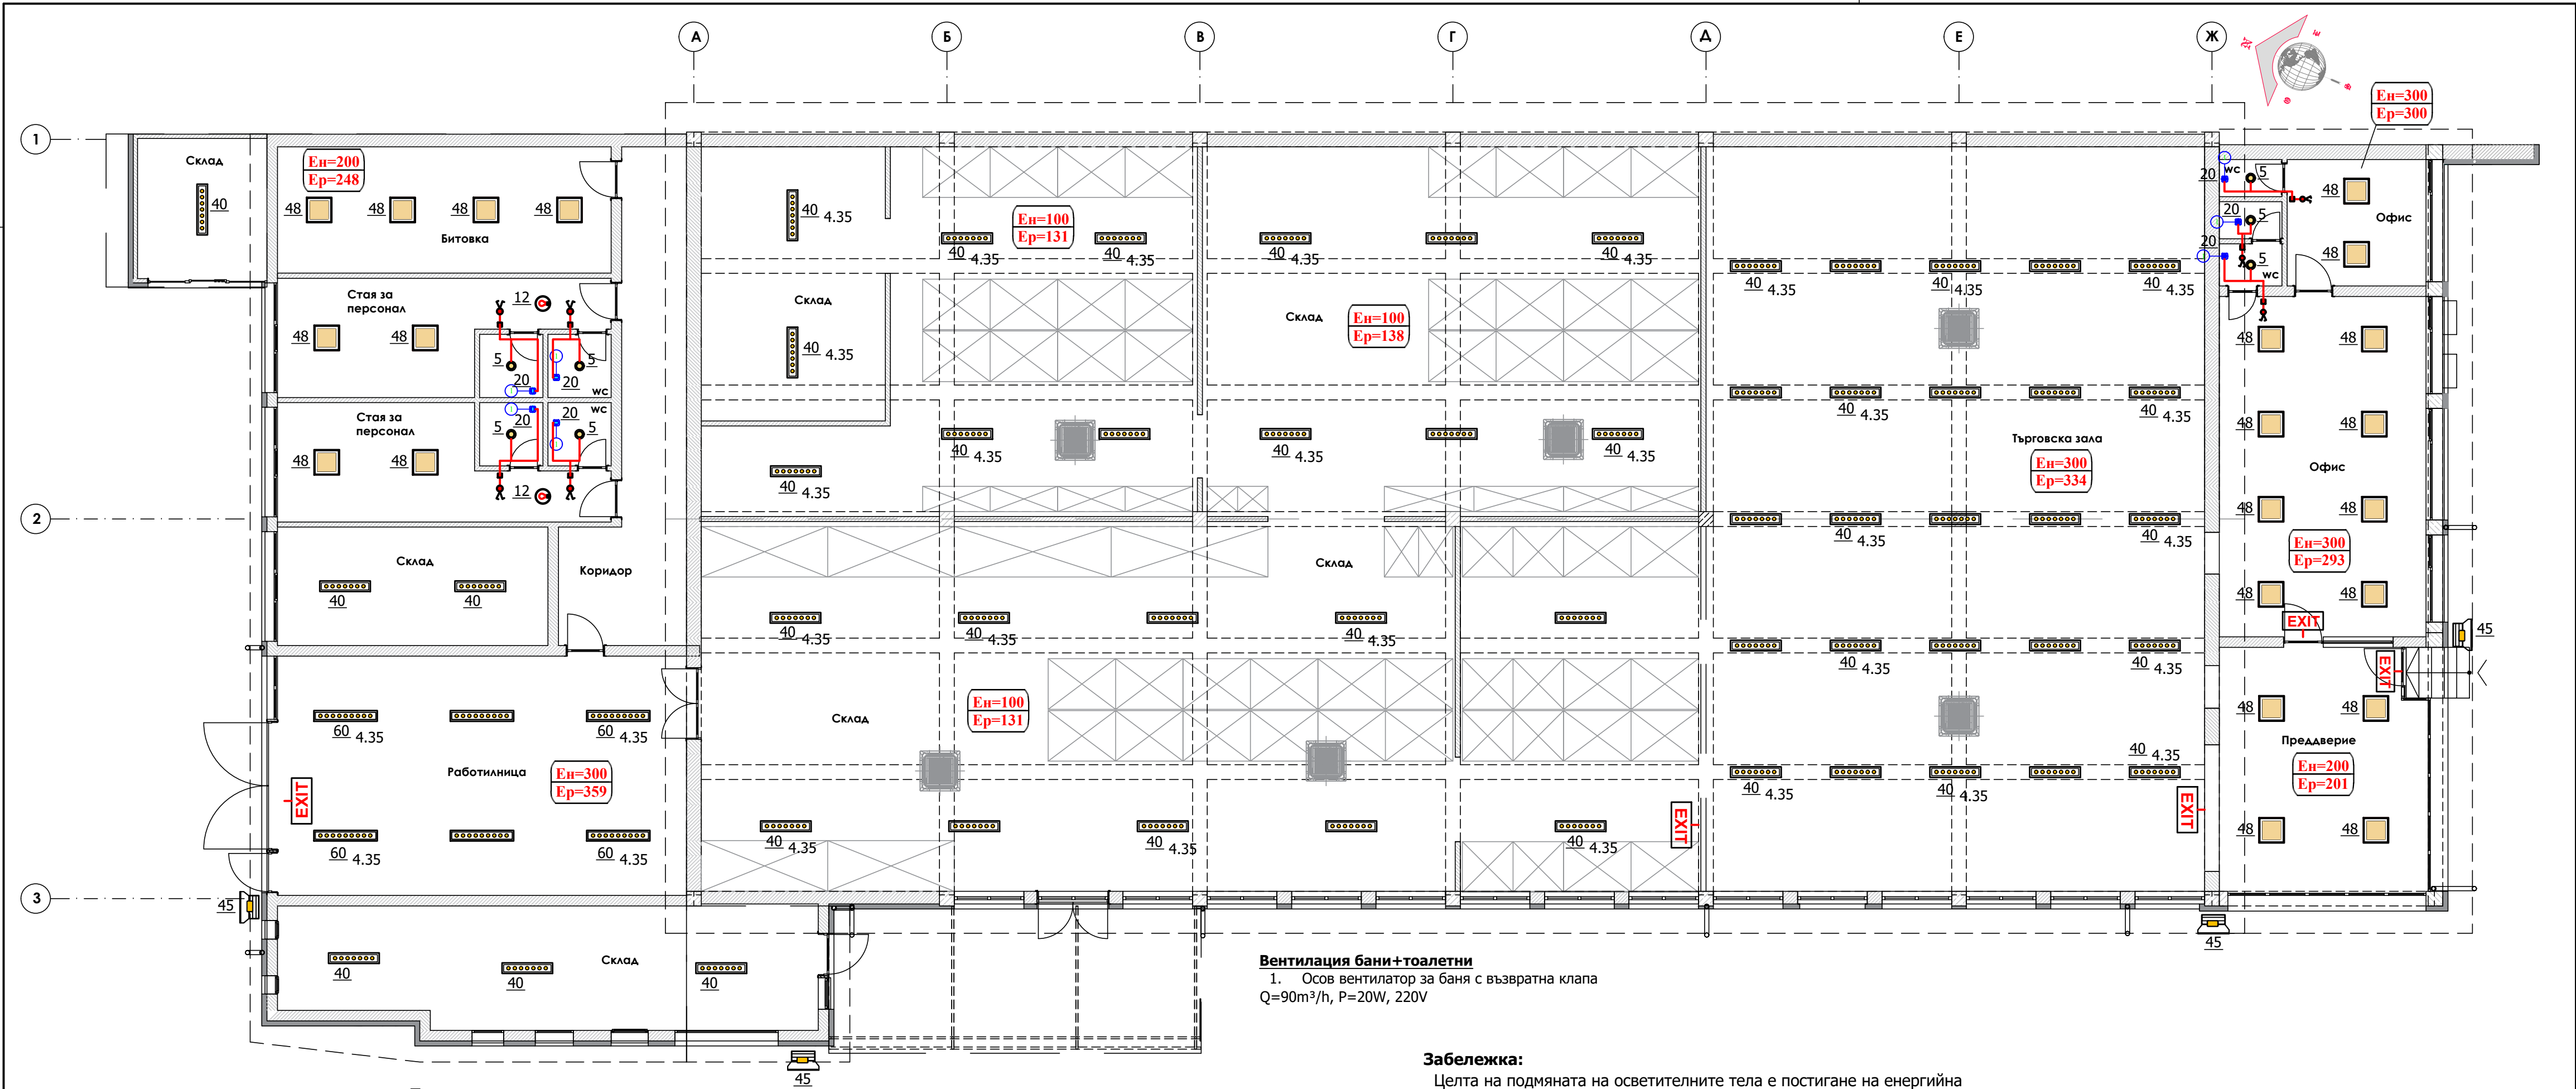 А Б В Г Д Е Ж
N
1
2
3
Склад
40
Ен=200
Ер=248
48 48 48 48
Битовка
Стая за
персонал
12
48 48
5 5
20 20
wc
Стая за
персонал
wc
20 20
5 5
48 48
12
Склад
40 40
Коридор
60 4.35 60 4.35
Работилница
Ен=300
Ер=359
EXIT
60 4.35 60 4.35
45
Склад
40 40 40
45
40 4.35
Склад
40 4.35
40 4.35
Ен=100
Ер=131
40 4.35 40 4.35
40 4.35
40 4.35 40 4.35
Склад
Ен=100
Ер=138
40 4.35 40 4.35
Склад
40 4.35 40 4.35 40 4.35
Склад
Ен=100
Ер=131
40 4.35 40 4.35 40 4.35
EXIT
40 4.35 40 4.35 40 4.35
40 4.35 40 4.35
Търговска зала
Ен=300
Ер=334
40 4.35 40 4.35
40 4.35 40 4.35
40 4.35
40 4.35 40 4.35
EXIT
Ен=300
Ер=300
20 wc 5
20 5
20 5
wc
48
Офис
48
48 48
48 48
Офис
48 48
Ен=300
Ер=293
48 48
EXIT
45
EXIT
48 48
Преддверие
Ен=200
Ер=201
48 48
45
Вентилация бани+тоалетни
1. Осов вентилатор за баня с възвратна клапа
Q=90m³/h, P=20W, 220V
Забележка:
Целта на подмяната на осветителните тела е постигане на енергийна